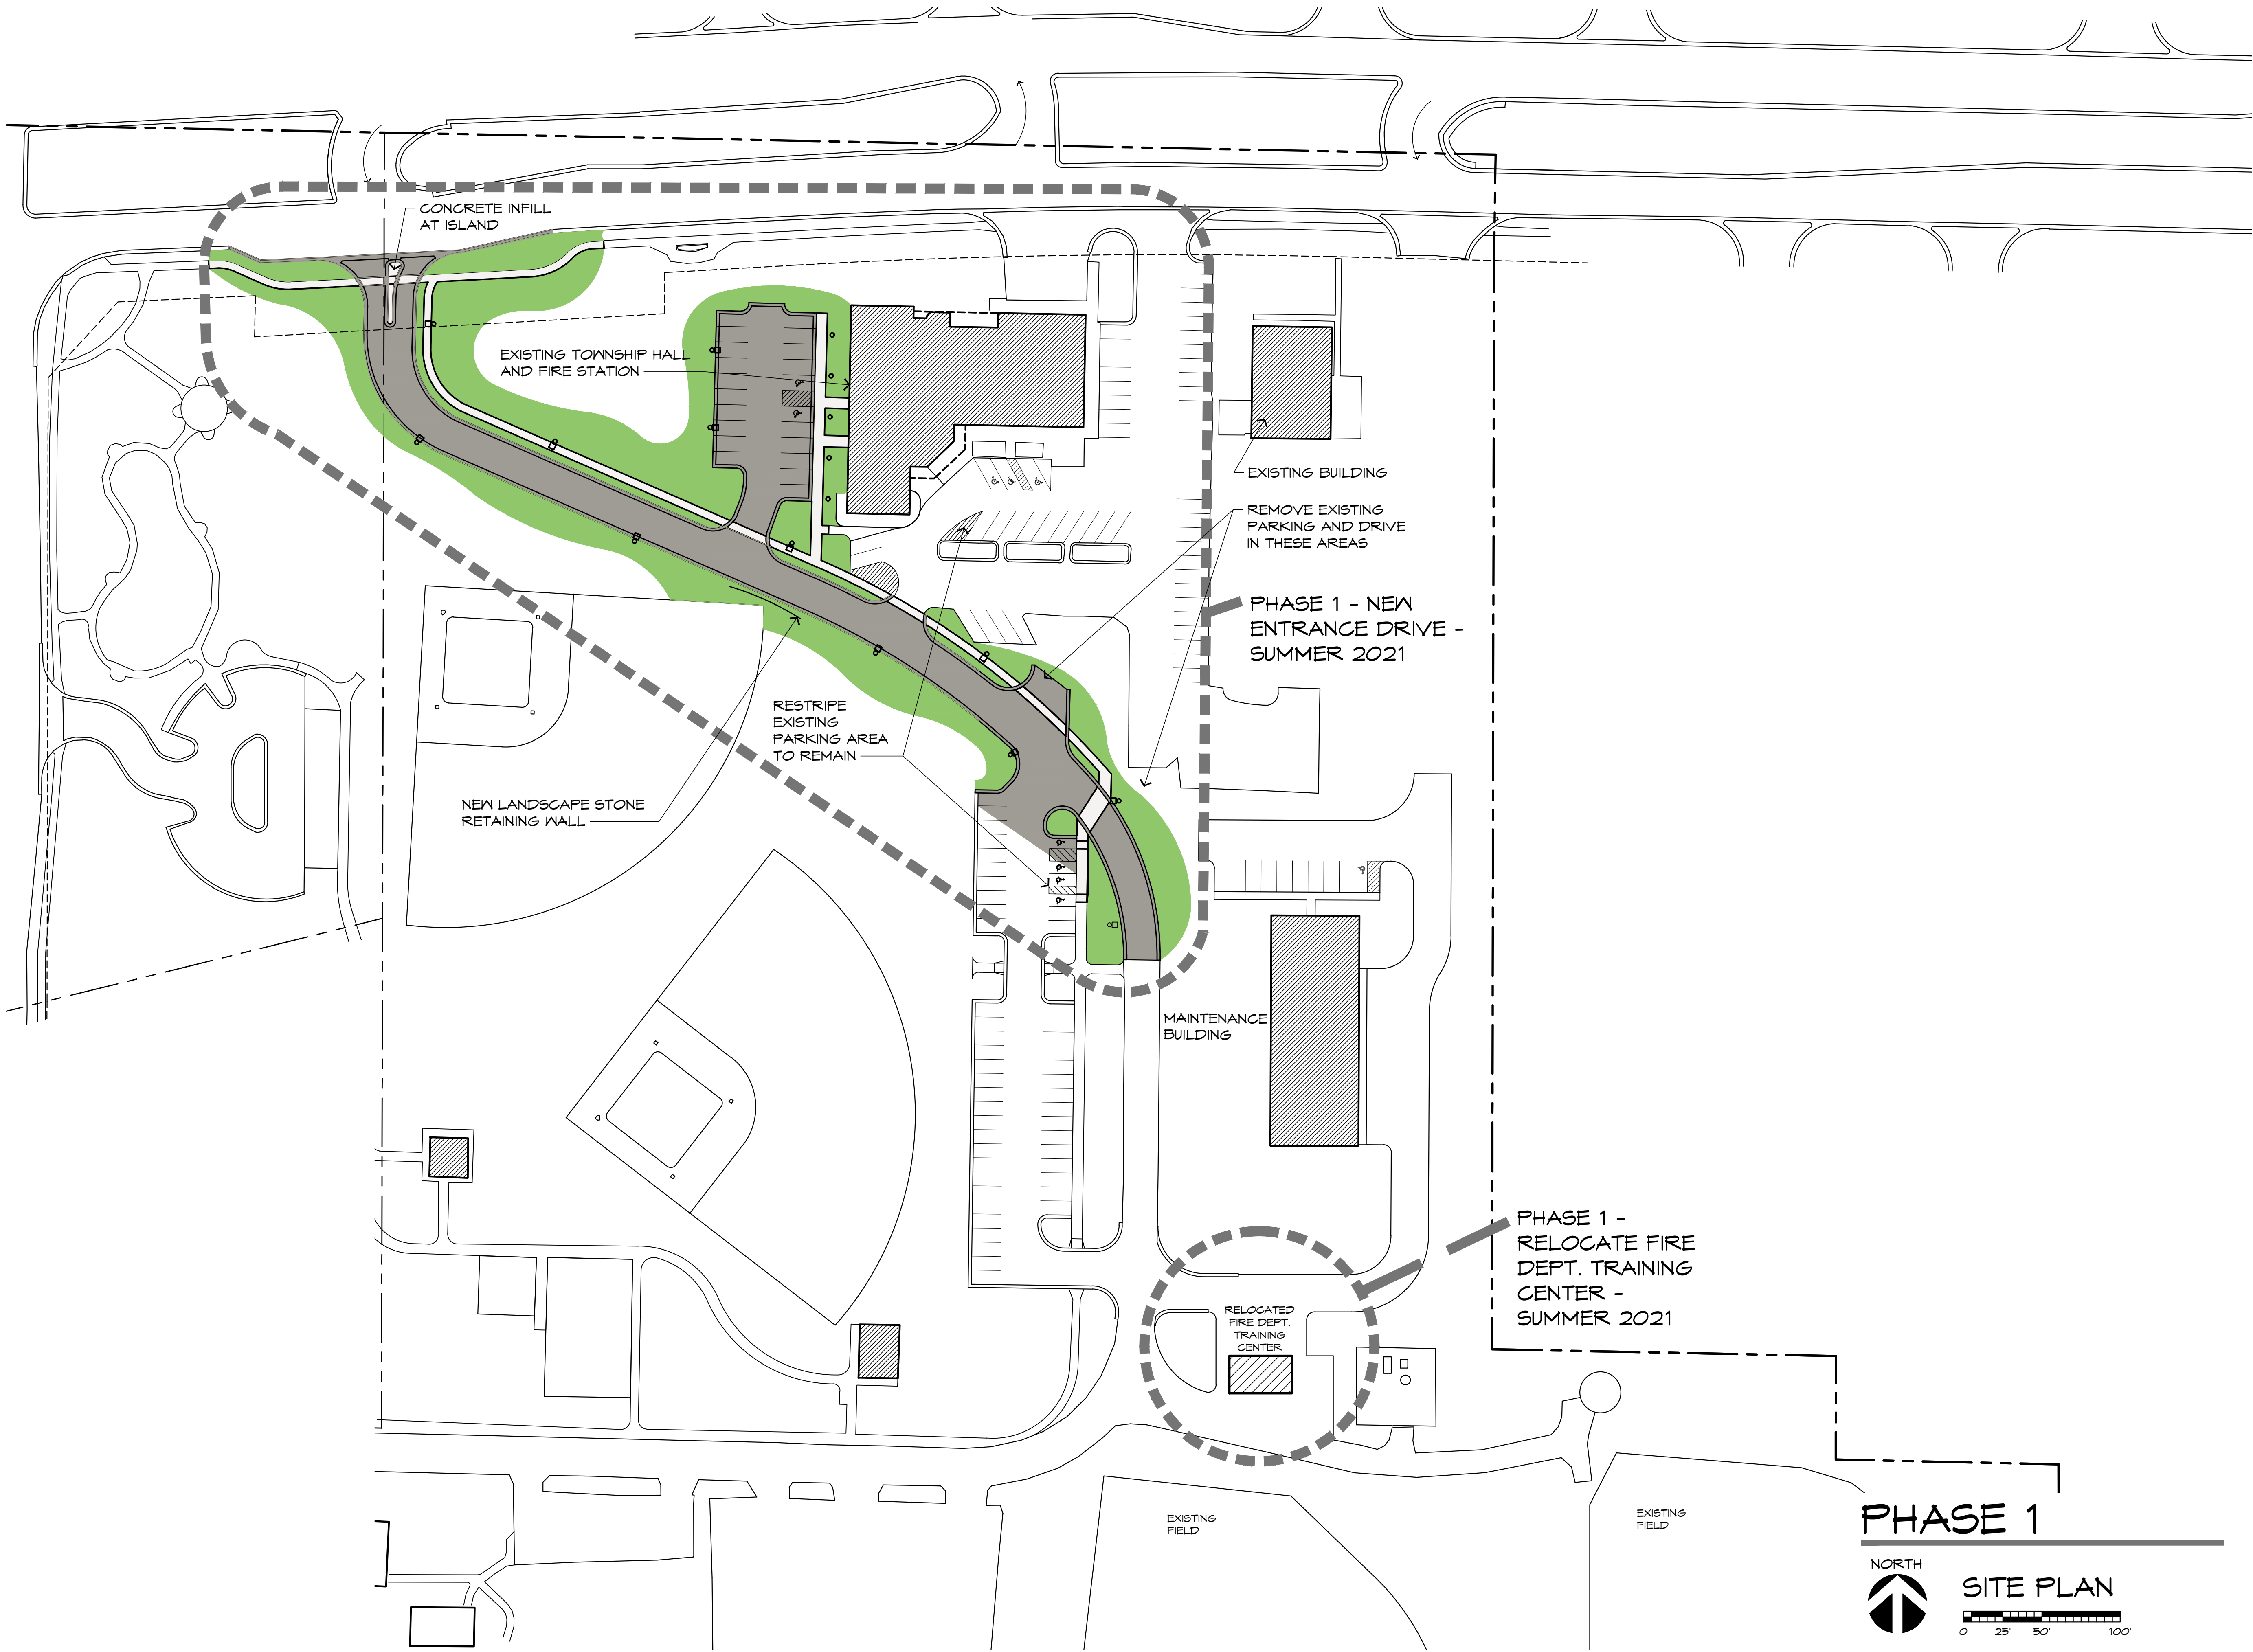 CONCRETE INFILL
AT ISLAND
EXISTING TOWNSHIP HALL
AND FIRE STATION
EXISTING BUILDING
REMOVE EXISTING
PARKING AND DRIVE
IN THESE AREAS
PHASE 1 - NEW
ENTRANCE DRIVE -
SUMMER 2021
RESTRIPE
EXISTING
PARKING AREA
TO REMAIN
NEW LANDSCAPE STONE
RETAINING WALL
MAINTENANCE
BUILDING
PHASE 1 -
RELOCATE FIRE
DEPT. TRAINING
CENTER -
SUMMER 2021
RELOCATED
FIRE DEPT.
TRAINING
CENTER
EXISTING
FIELD
EXISTING
FIELD
PHASE 1
NORTH
SITE PLAN
0 25' 50' 100'